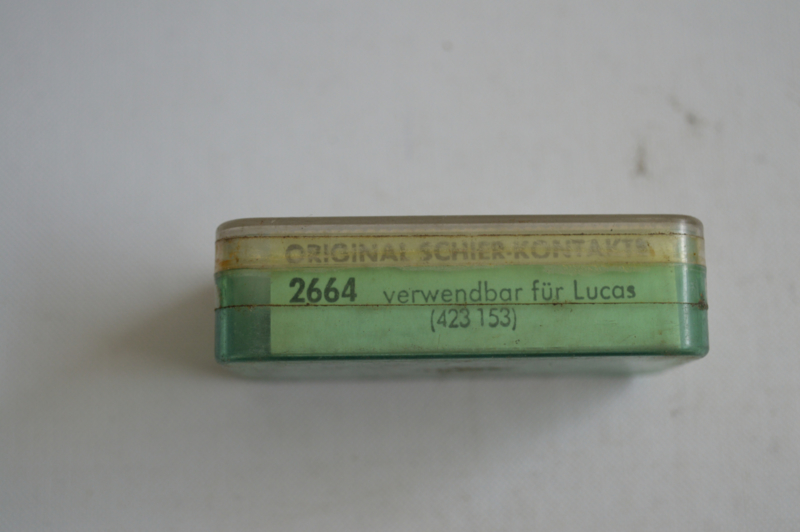 ORIGINAL SCHIER-KONTAKTE
2664 verwendbar für Lucas
(423 153)